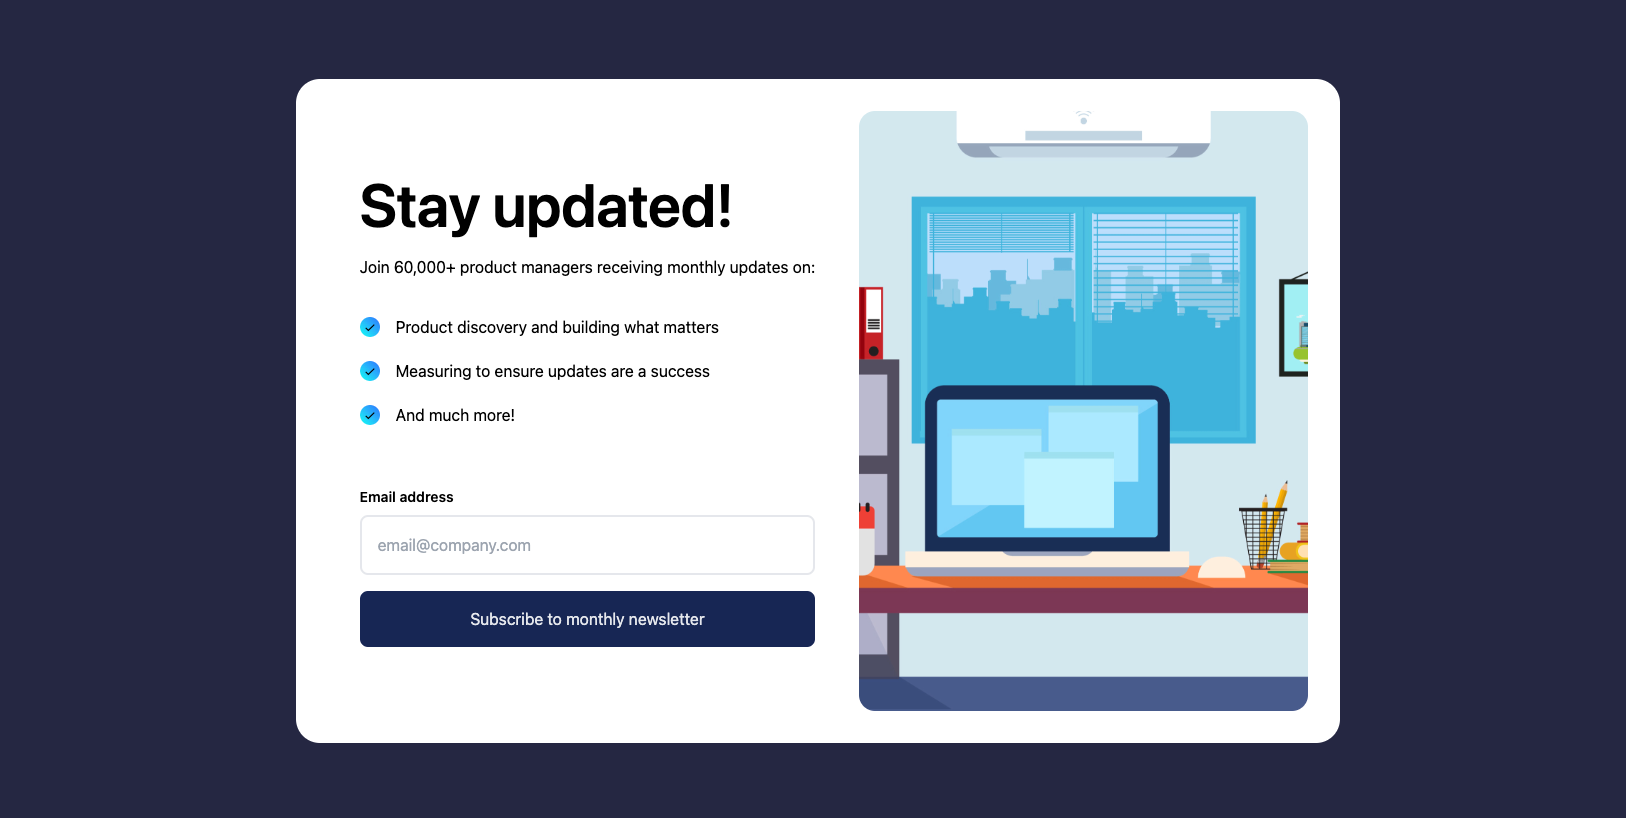 Stay updated!
Join 60,000+ product managers receiving monthly updates on:
Product discovery and building what matters
Measuring to ensure updates are a success
And much more!
Email address
email@company.com
Subscribe to monthly newsletter